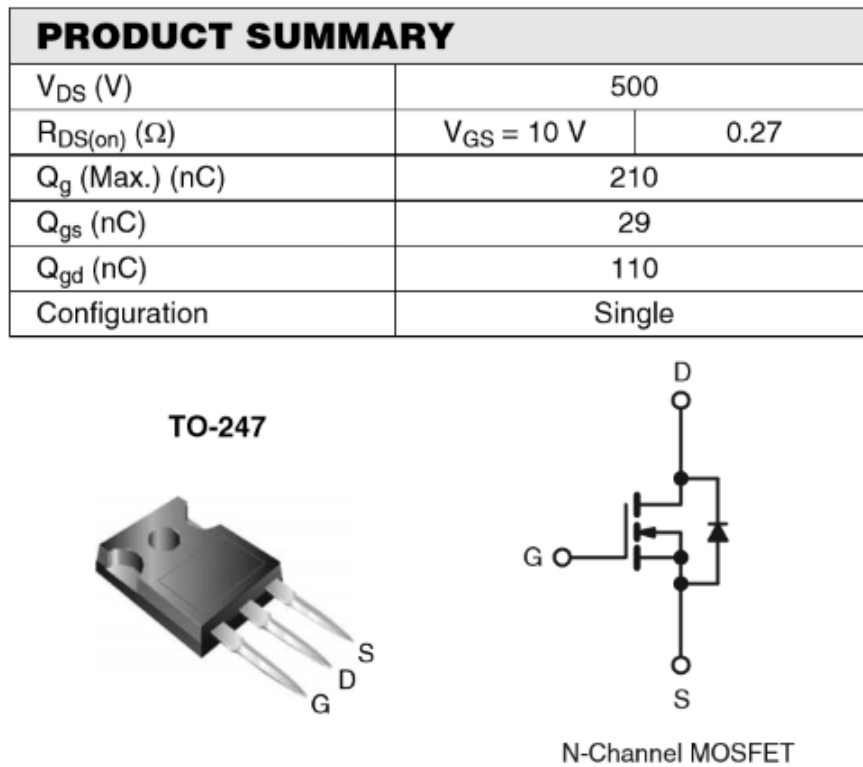 PRODUCT SUMMARY
VDS (V) 500
RDS(on) (Ω) VGS = 10 V 0.27
Qg (Max.) (nC) 210
Qgs (nC) 29
Qgd (nC) 110
Configuration Single
TO-247
S
D
G
D
G
S
N-Channel MOSFET